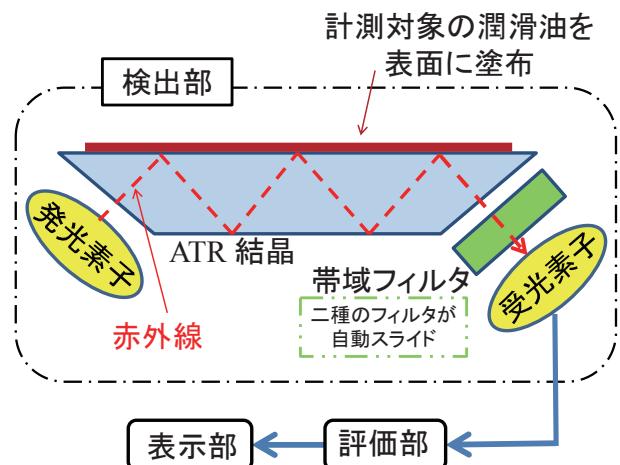 計測対象の潤滑油を
表面に塗布
検出部
発光素子
ATR 結晶
帯域フィルタ
二種のフィルタが
自動スライド
受光素子
赤外線
表示部
評価部